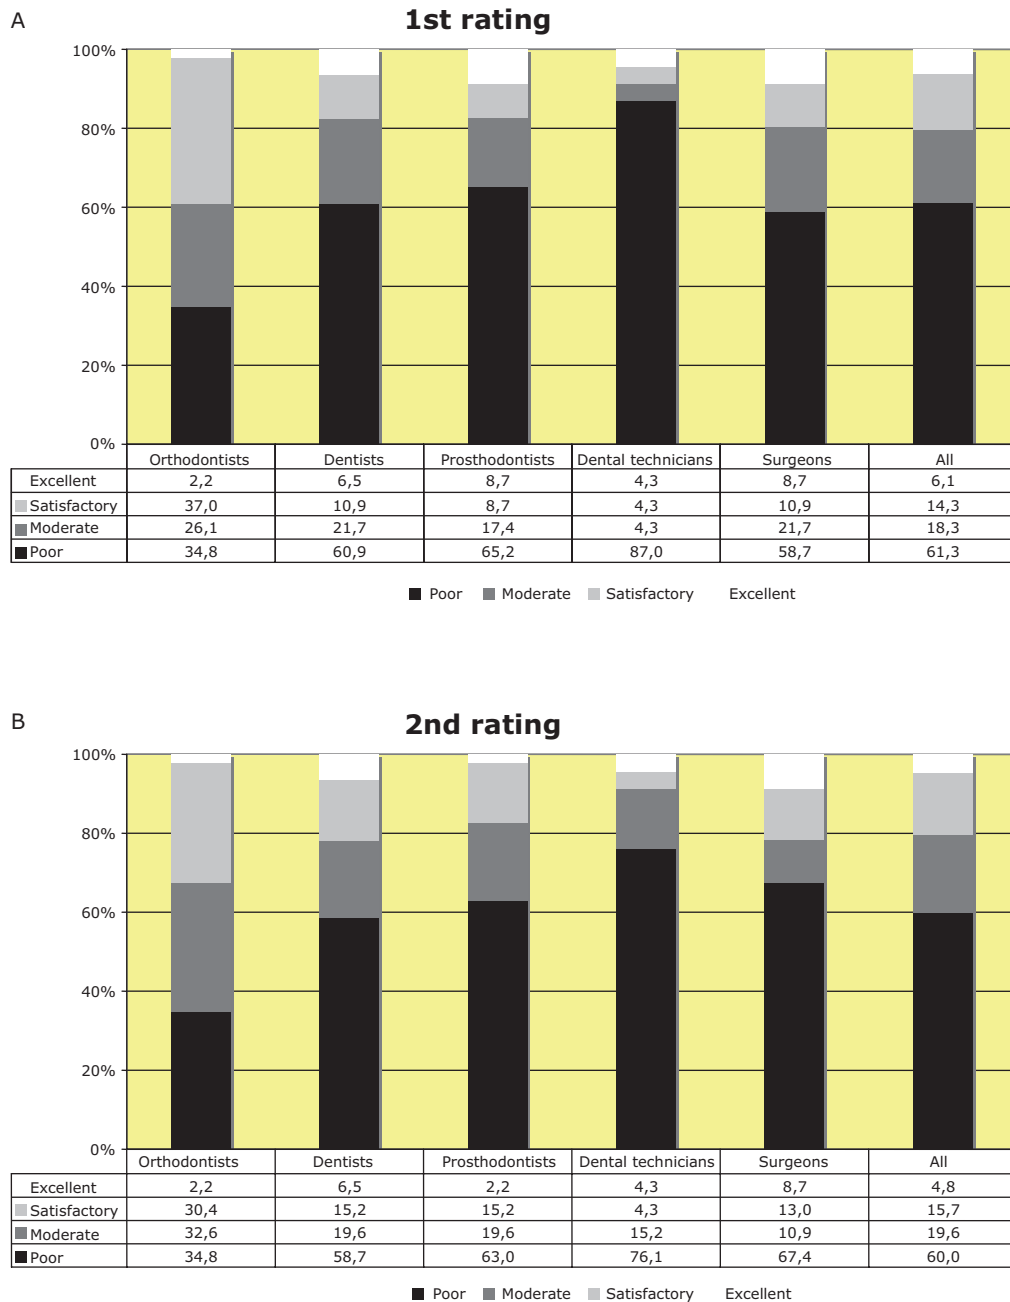 A
1st rating
100%
80%
60%
40%
20%
0%
Orthodontists Dentists Prosthodontists Dental technicians Surgeons All
Excellent 2,2 6,5 8,7 4,3 8,7 6,1
Satisfactory 37,0 10,9 8,7 4,3 10,9 14,3
Moderate 26,1 21,7 17,4 4,3 21,7 18,3
Poor 34,8 60,9 65,2 87,0 58,7 61,3
Poor Moderate Satisfactory Excellent
B
2nd rating
100%
80%
60%
40%
20%
0%
Orthodontists Dentists Prosthodontists Dental technicians Surgeons All
Excellent 2,2 6,5 2,2 4,3 8,7 4,8
Satisfactory 30,4 15,2 15,2 4,3 13,0 15,7
Moderate 32,6 19,6 19,6 15,2 10,9 19,6
Poor 34,8 58,7 63,0 76,1 67,4 60,0
Poor Moderate Satisfactory Excellent